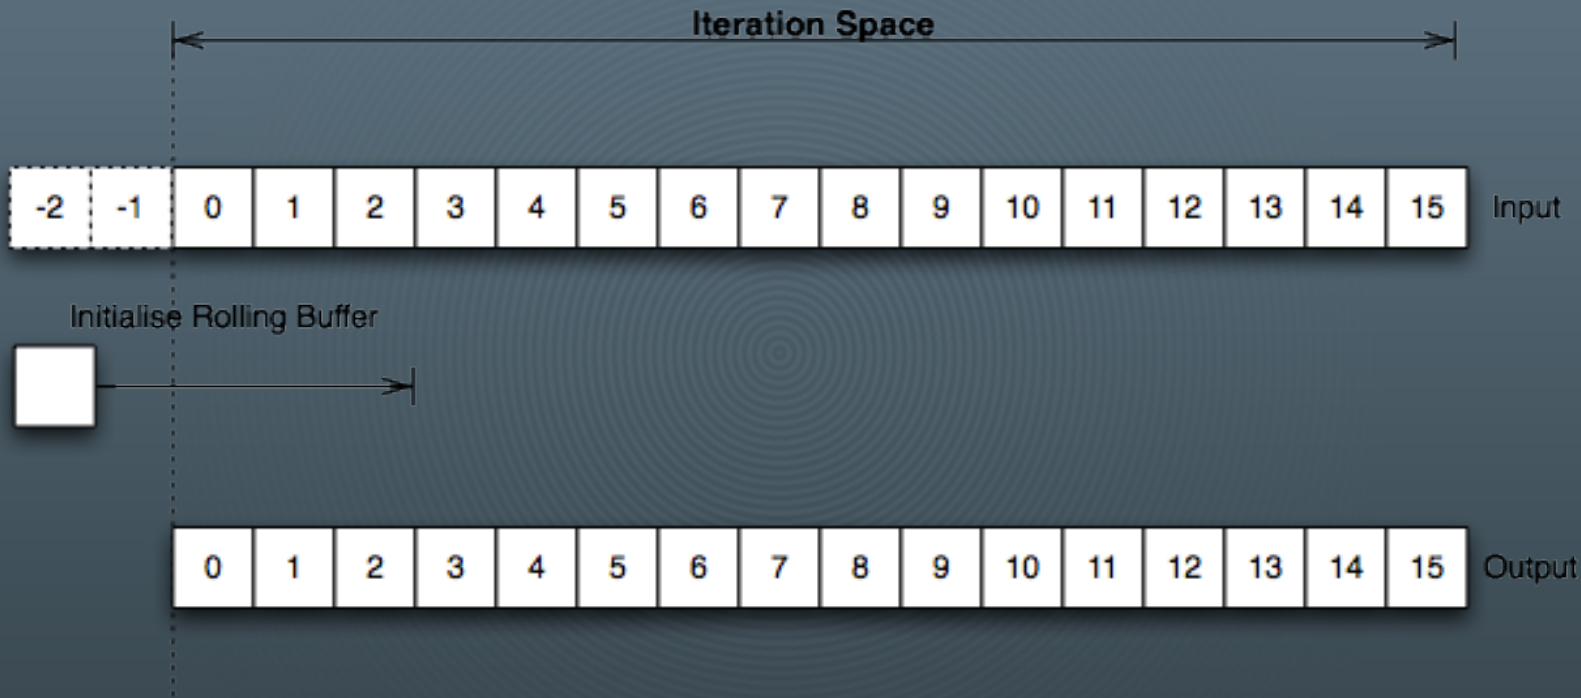 Iteration Space
-2 -1 0 1 2 3 4 5 6 7 8 9 10 11 12 13 14 15 Input
Initialise Rolling Buffer
0 1 2 3 4 5 6 7 8 9 10 11 12 13 14 15 Output